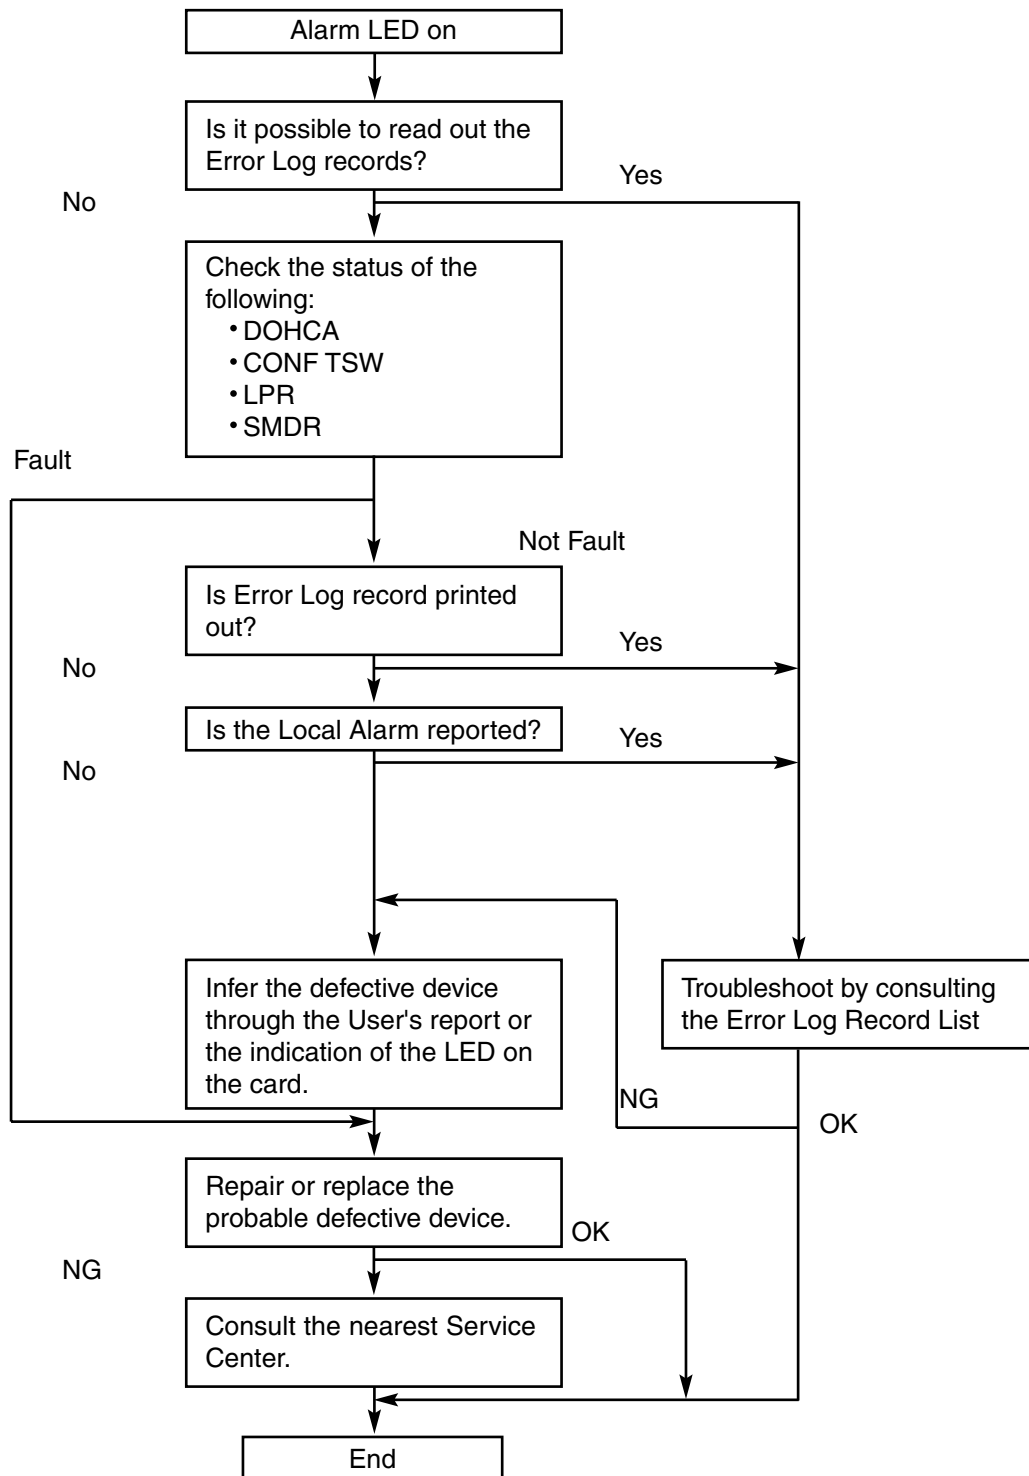 Alarm LED on
Is it possible to read out the
Error Log records?
Yes
No
Check the status of the
following:
• DOHCA
• CONF TSW
• LPR
• SMDR
Fault
Not Fault
Is Error Log record printed
out?
Yes
No
Is the Local Alarm reported?
Yes
No
Infer the defective device
through the User's report or
the indication of the LED on
the card.
Troubleshoot by consulting
the Error Log Record List
NG
OK
Repair or replace the
probable defective device.
OK
NG
Consult the nearest Service
Center.
End